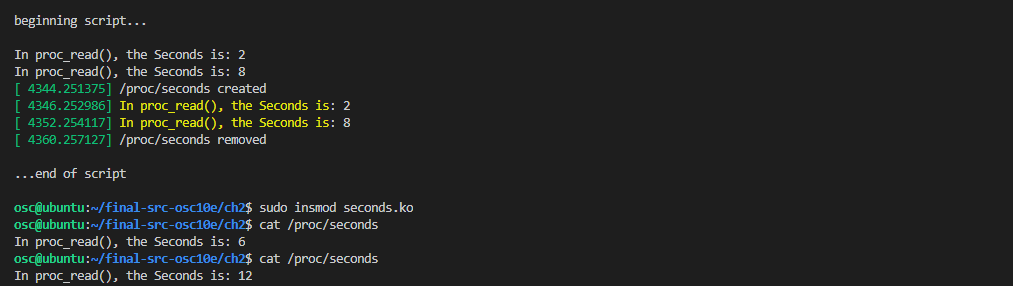 beginning script...
In proc_read(), the Seconds is: 2
In proc_read(), the Seconds is: 8
[ 4344.251375] /proc/seconds created
[ 4346.252986] In proc_read(), the Seconds is: 2
[ 4352.254117] In proc_read(), the Seconds is: 8
[ 4360.257127] /proc/seconds removed
...end of script
osc@ubuntu:~/final-src-osc10e/ch2$ sudo insmod seconds.ko
osc@ubuntu:~/final-src-osc10e/ch2$ cat /proc/seconds
In proc_read(), the Seconds is: 6
osc@ubuntu:~/final-src-osc10e/ch2$ cat /proc/seconds
In proc_read(), the Seconds is: 12